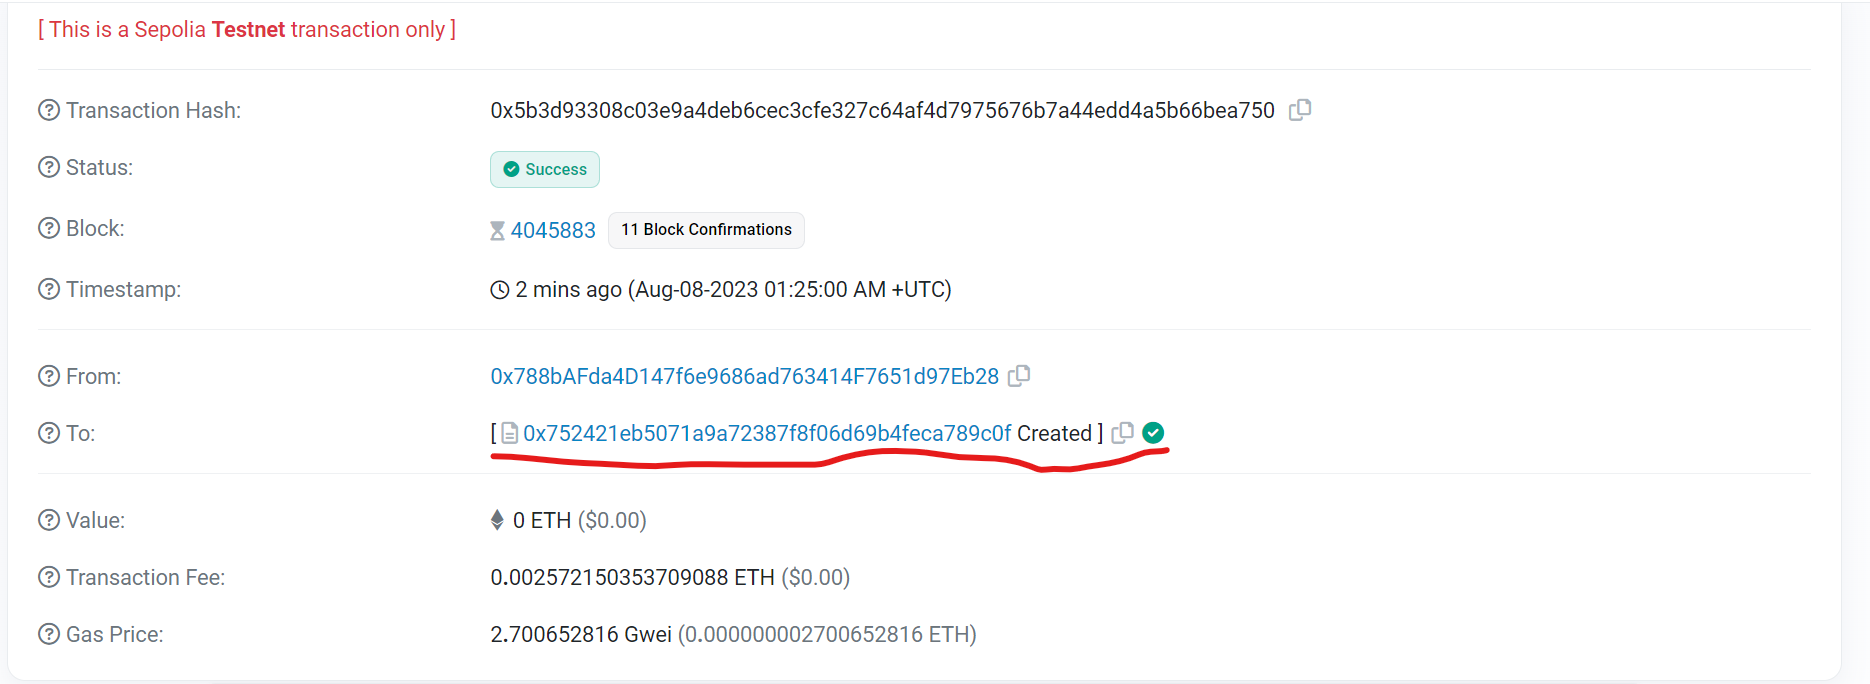 [ This is a Sepolia Testnet transaction only ]
Transaction Hash: 0x5b3d93308c03e9a4deb6cec3cfe327c64af4d7975676b7a44edd4a5b66bea750
Status: Success
Block: 4045883 11 Block Confirmations
Timestamp: 2 mins ago (Aug-08-2023 01:25:00 AM +UTC)
From: 0x788bAFda4D147f6e9686ad763414F7651d97Eb28
To: [ 0x752421eb5071a9a72387f8f06d69b4feca789c0f Created ]
Value: 0 ETH ($0.00)
Transaction Fee: 0.002572150353709088 ETH ($0.00)
Gas Price: 2.700652816 Gwei (0.000000002700652816 ETH)